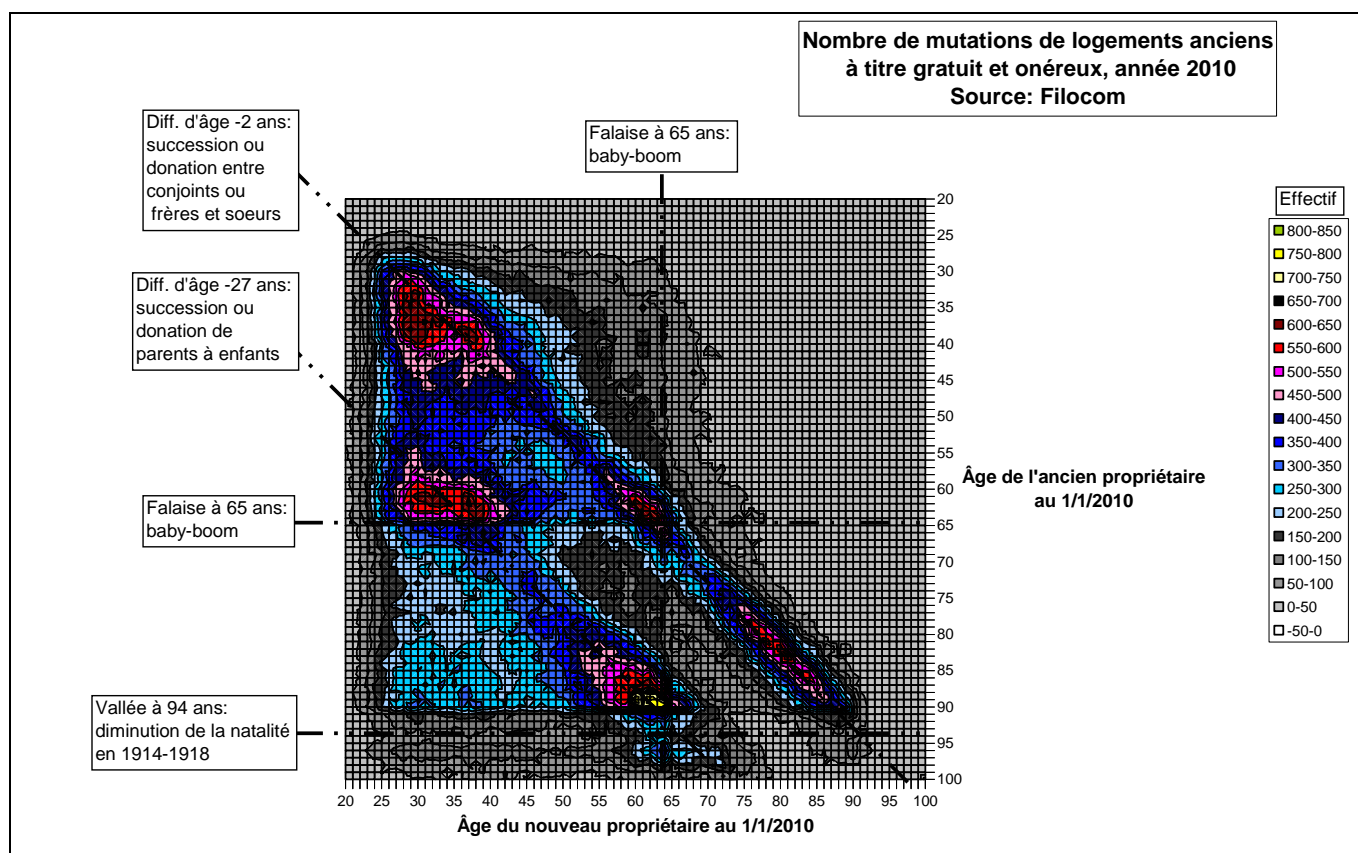 Nombre de mutations de logements anciens
à titre gratuit et onéreux, année 2010
Source: Filocom
Diff. d'âge -2 ans:
succession ou
donation entre
conjoints ou
frères et soeurs
Falaise à 65 ans:
baby-boom
Diff. d'âge -27 ans:
succession ou
donation de
parents à enfants
Falaise à 65 ans:
baby-boom
Vallée à 94 ans:
diminution de la natalité
en 1914-1918
20
25
30
35
40
45
50
55
60
65
70
75
80
85
90
95
100
Âge de l'ancien propriétaire
au 1/1/2010
20 25 30 35 40 45 50 55 60 65 70 75 80 85 90 95 100
Âge du nouveau propriétaire au 1/1/2010
Effectif
800-850
750-800
700-750
650-700
600-650
550-600
500-550
450-500
400-450
350-400
300-350
250-300
200-250
150-200
100-150
50-100
0-50
-50-0